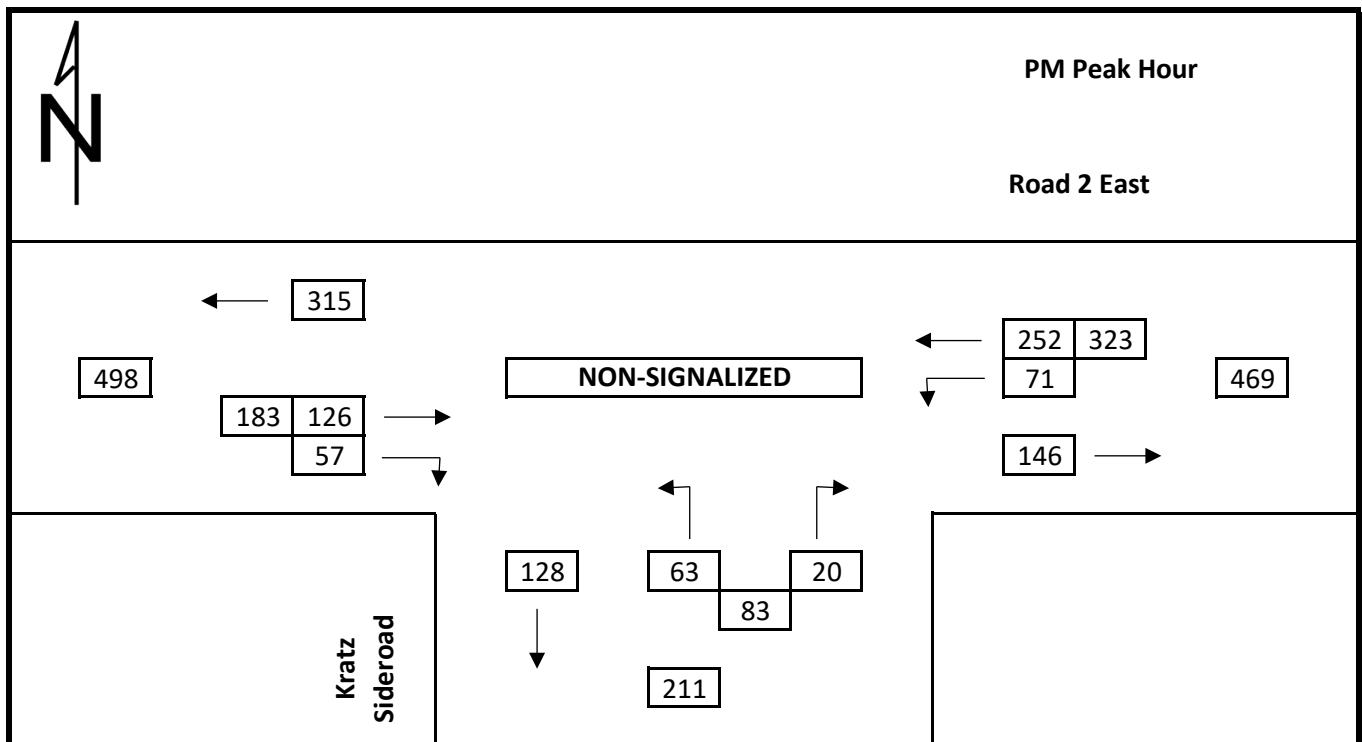 N
PM Peak Hour
Road 2 East
315
252 323
498
NON-SIGNALIZED
71
469
183 126
57
146
128
63
20
83
Kratz
Sideroad
211